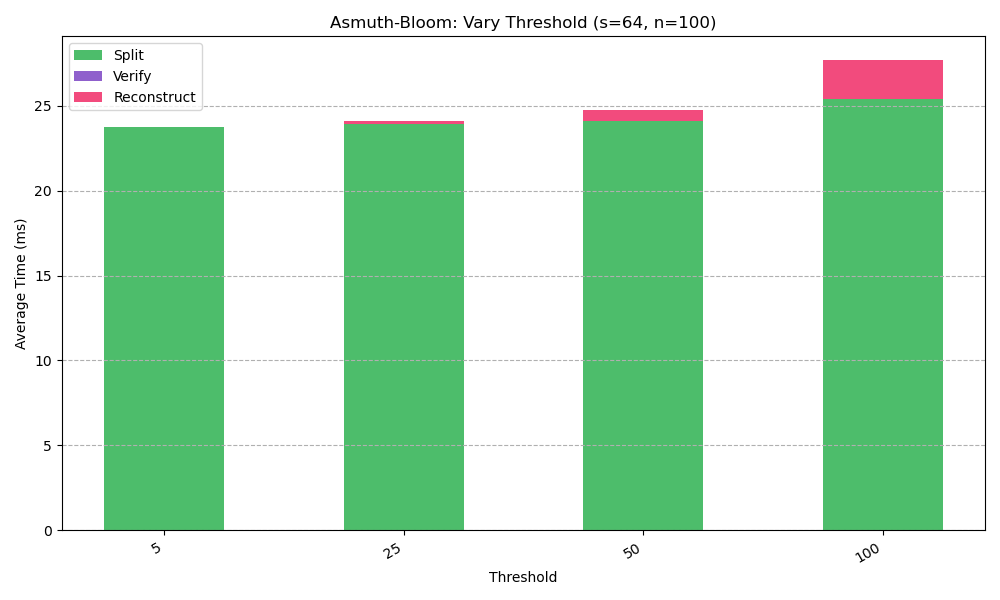 Asmuth-Bloom: Vary Threshold (s=64, n=100)
Split
Verify
Reconstruct
Average Time (ms)
25
20
15
10
5
0
5
25
50
100
Threshold